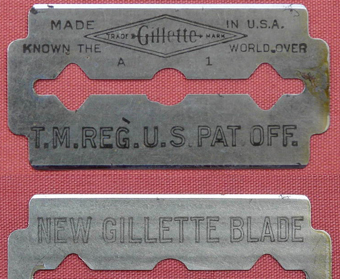 MADE IN U.S.A.
TRADE Gillette MARK
KNOWN THE WORLD OVER
A 1
T.M.REG.U.S.PAT.OFF.
NEW GILLETTE BLADE